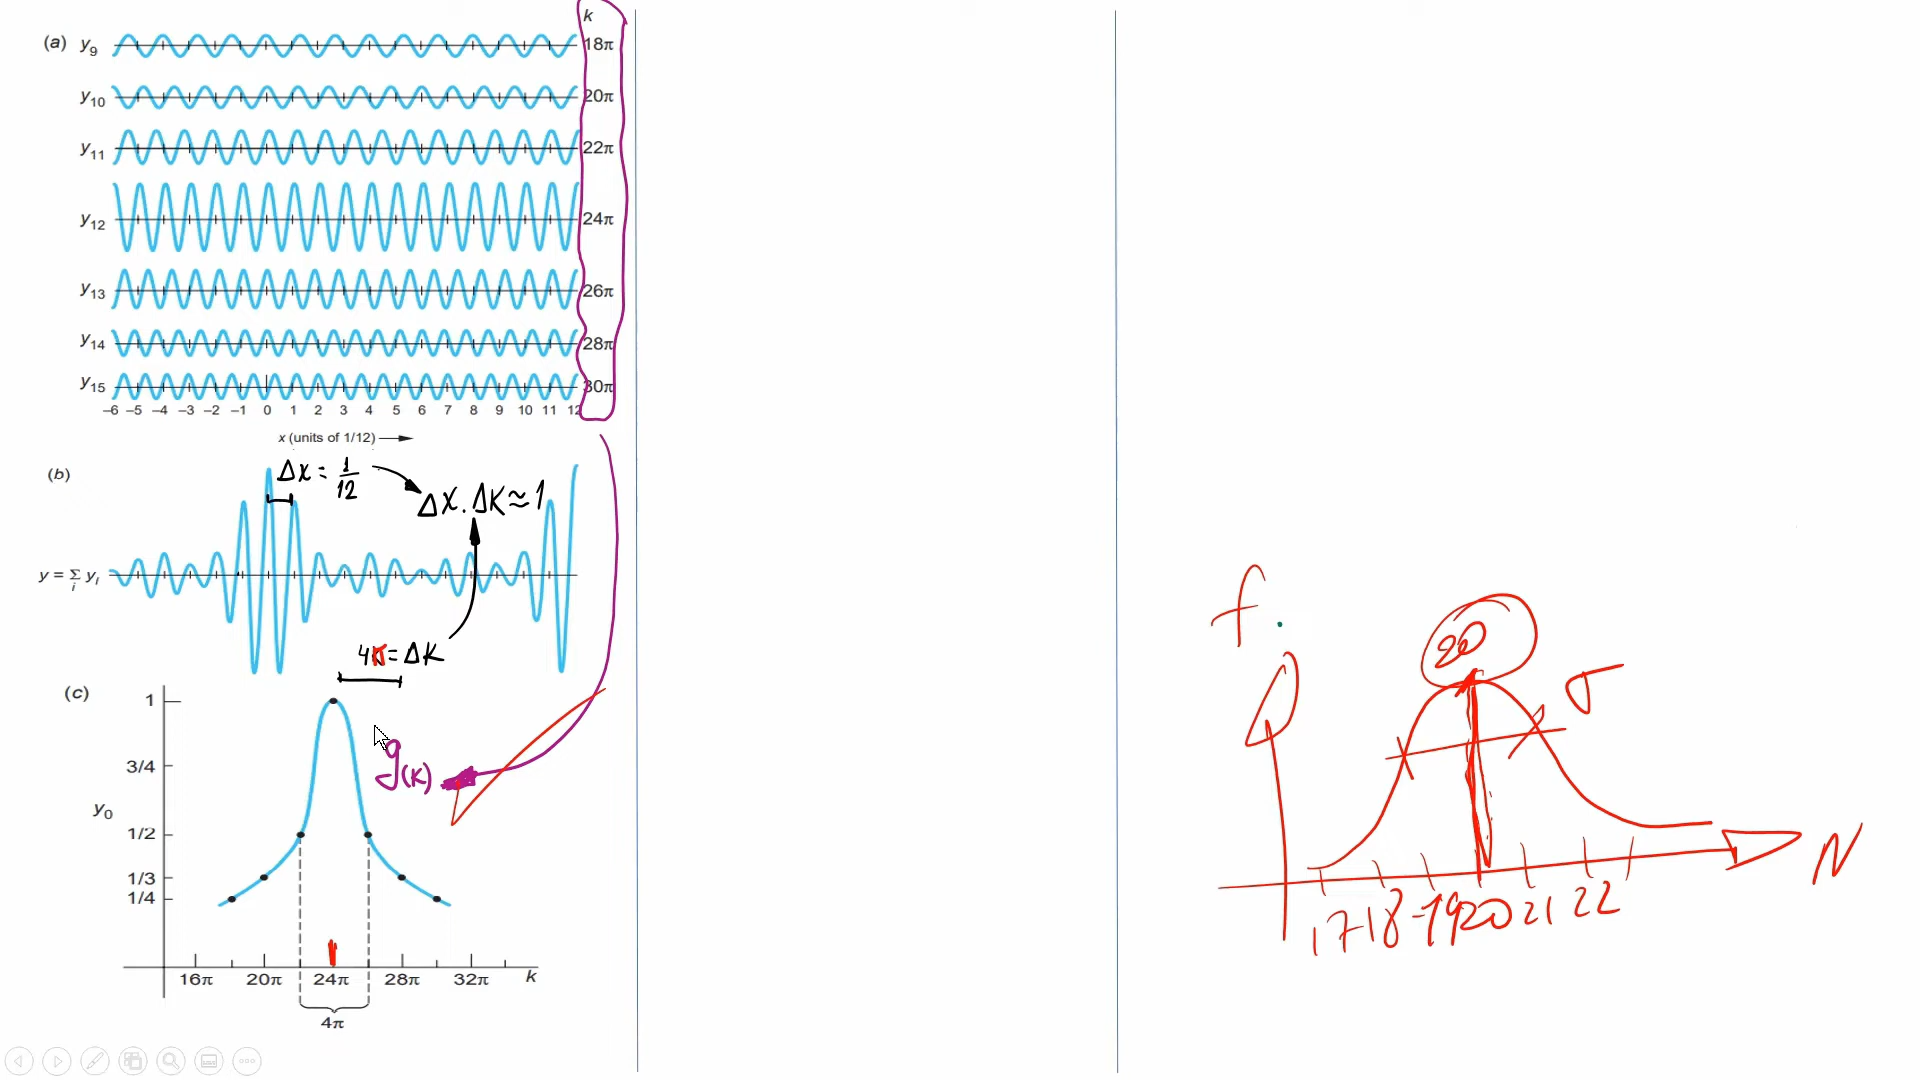 k
(a) y9 18π
y10 20π
y11 22π
y12 24π
y13 26π
y14 28π
y15 30π
–6 –5 –4 –3 –2 –1 0 1 2 3 4 5 6 7 8 9 10 11 12
x (units of 1/12)
(b)
Δx = 1/12
Δx.Δk≈1
y = Σ yi
i
4π=Δk
(c)
1
3/4
g(k)
y0
1/2
1/3
1/4
16π 20π 24π 28π 32π k
4π
f
20
σ
17 18 19 20 21 22
N